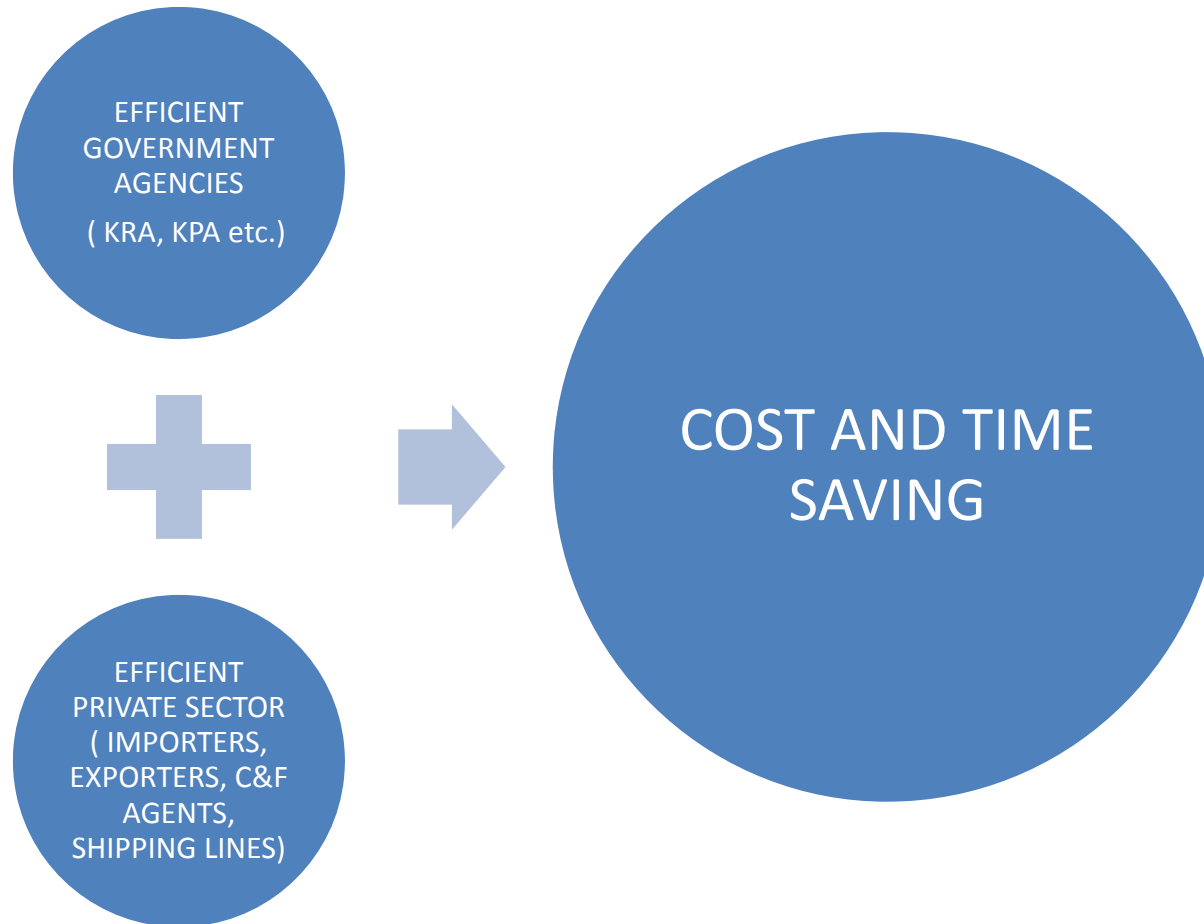 EFFICIENT
GOVERNMENT
AGENCIES
( KRA, KPA etc.)
EFFICIENT
PRIVATE SECTOR
( IMPORTERS,
EXPORTERS, C&F
AGENTS,
SHIPPING LINES)
COST AND TIME
SAVING